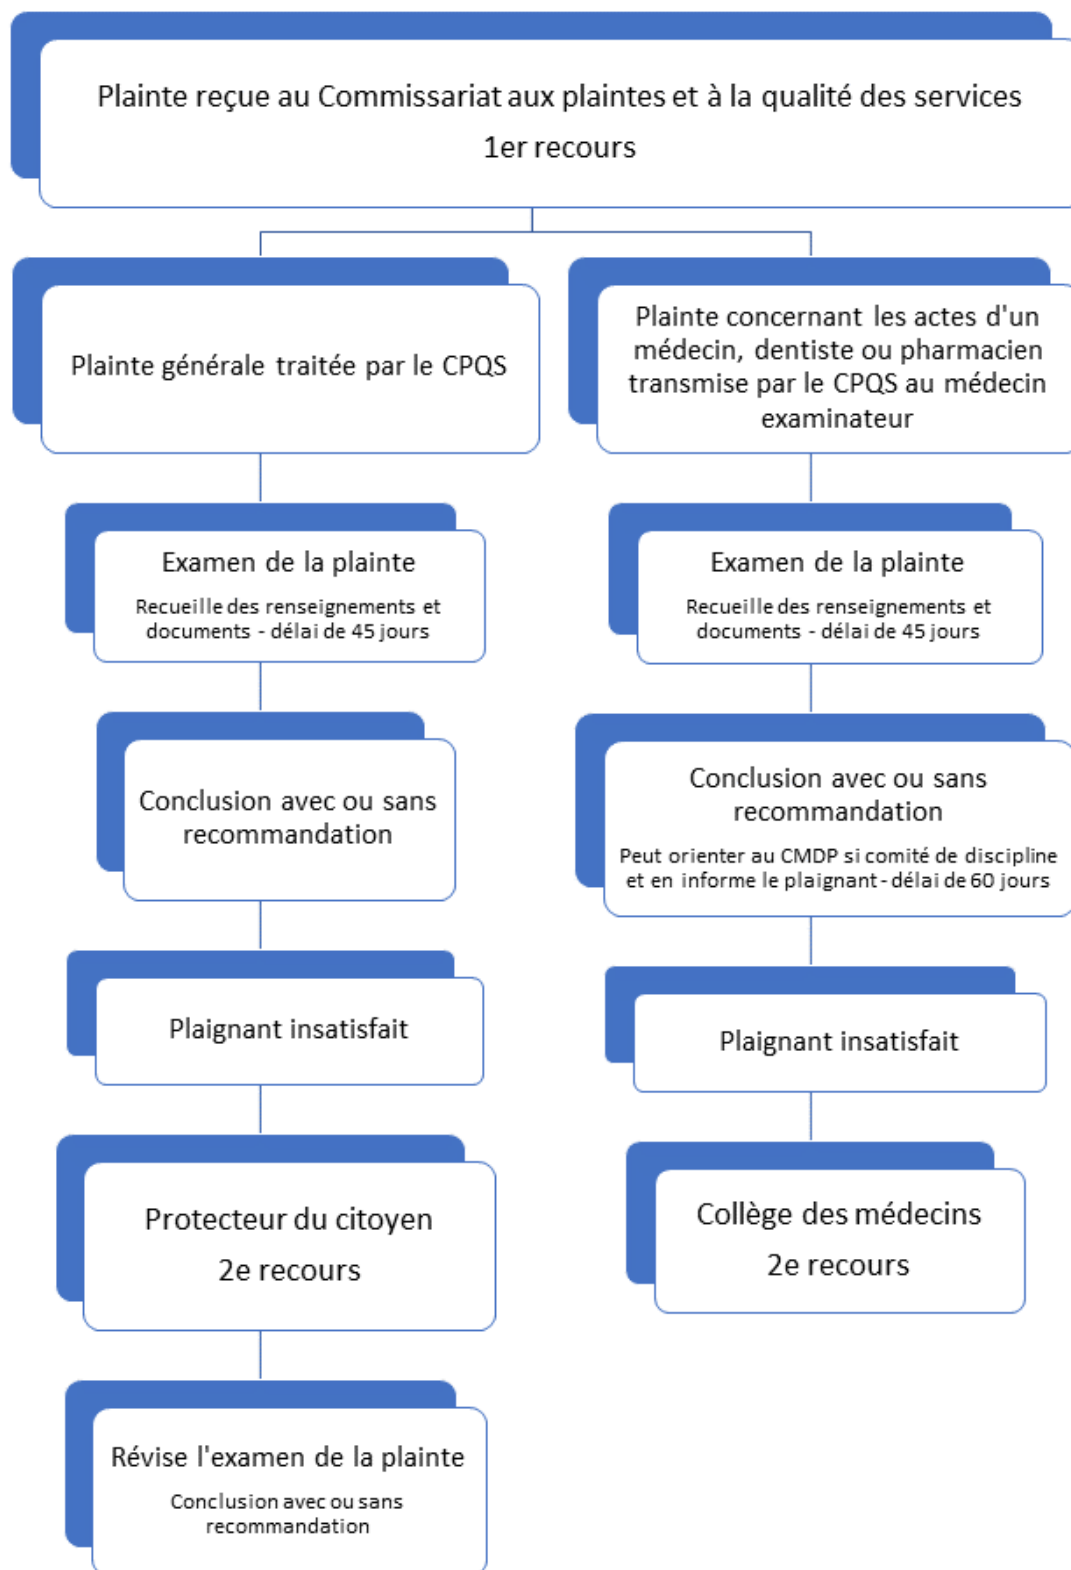 Plainte reçue au Commissariat aux plaintes et à la qualité des services
1er recours
Plainte générale traitée par le CPQS
Plainte concernant les actes d'un
médecin, dentiste ou pharmacien
transmise par le CPQS au médecin
examinateur
Examen de la plainte
Recueille des renseignements et
documents - délai de 45 jours
Examen de la plainte
Recueille des renseignements et
documents - délai de 45 jours
Conclusion avec ou sans
recommandation
Conclusion avec ou sans
recommandation
Peut orienter au CMDP si comité de discipline
et en informe le plaignant - délai de 60 jours
Plaignant insatisfait
Plaignant insatisfait
Protecteur du citoyen
2e recours
Collège des médecins
2e recours
Révise l'examen de la plainte
Conclusion avec ou sans
recommandation